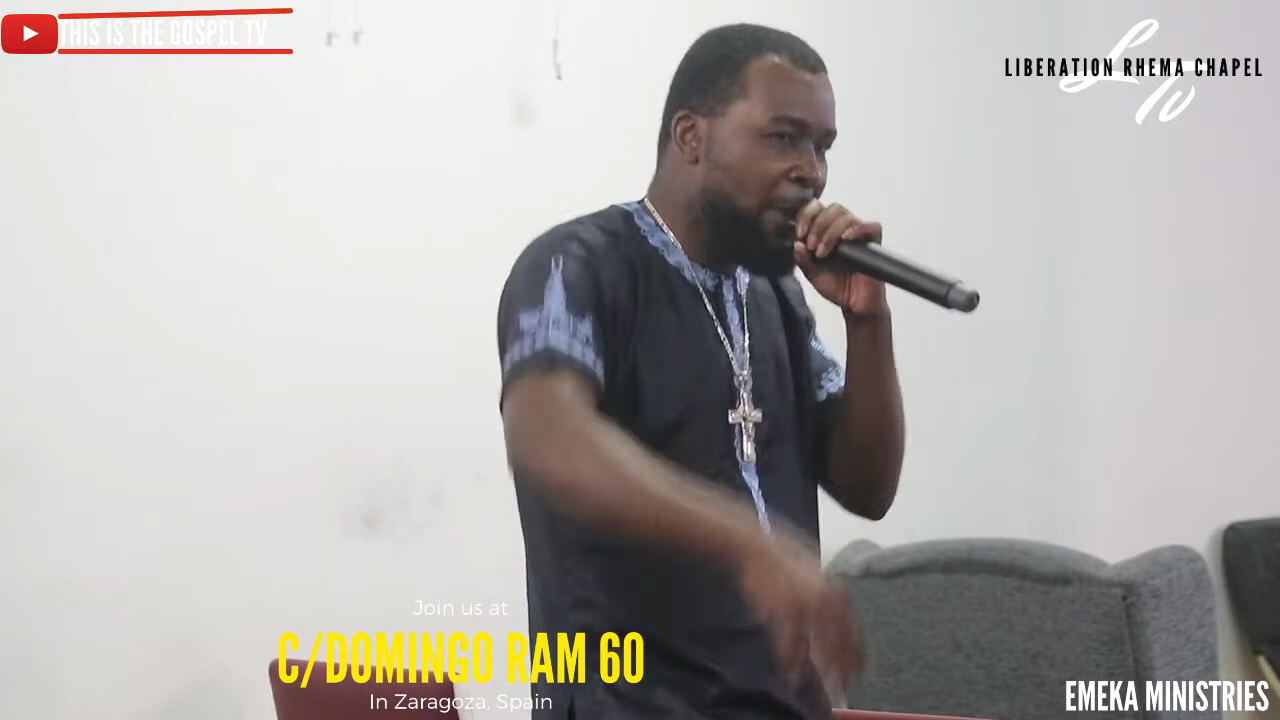 THIS IS THE GOSPEL TV
LIBERATION RHEMA CHAPEL
L TV
Join us at
C/DOMINGO RAM 60
In Zaragoza, Spain
EMEKA MINISTRIES